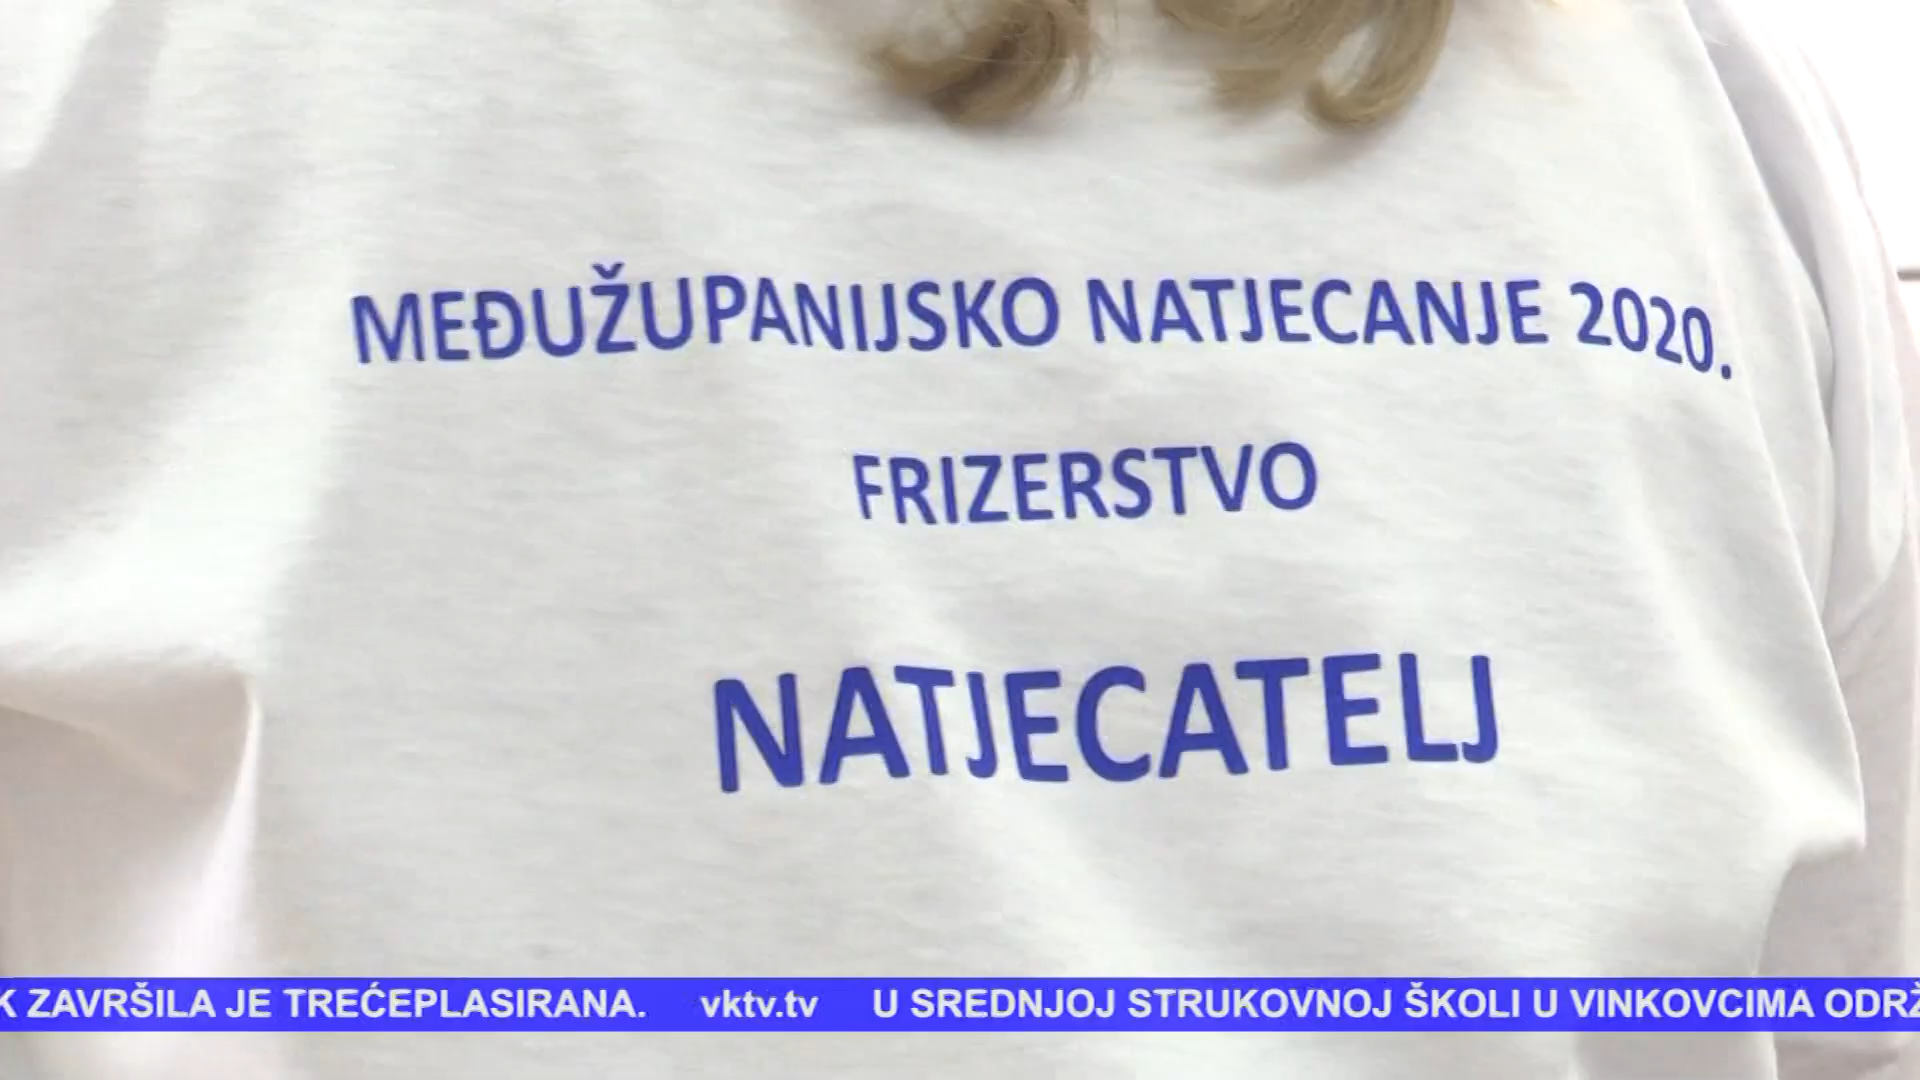 MEĐUŽUPANIJSKO NATJECANJE 2020.
FRIZERSTVO
NATJECATELJ
K ZAVRŠILA JE TREĆEPLASIRANA. vktv.tv U SREDNJOJ STRUKOVNOJ ŠKOLI U VINKOVCIMA